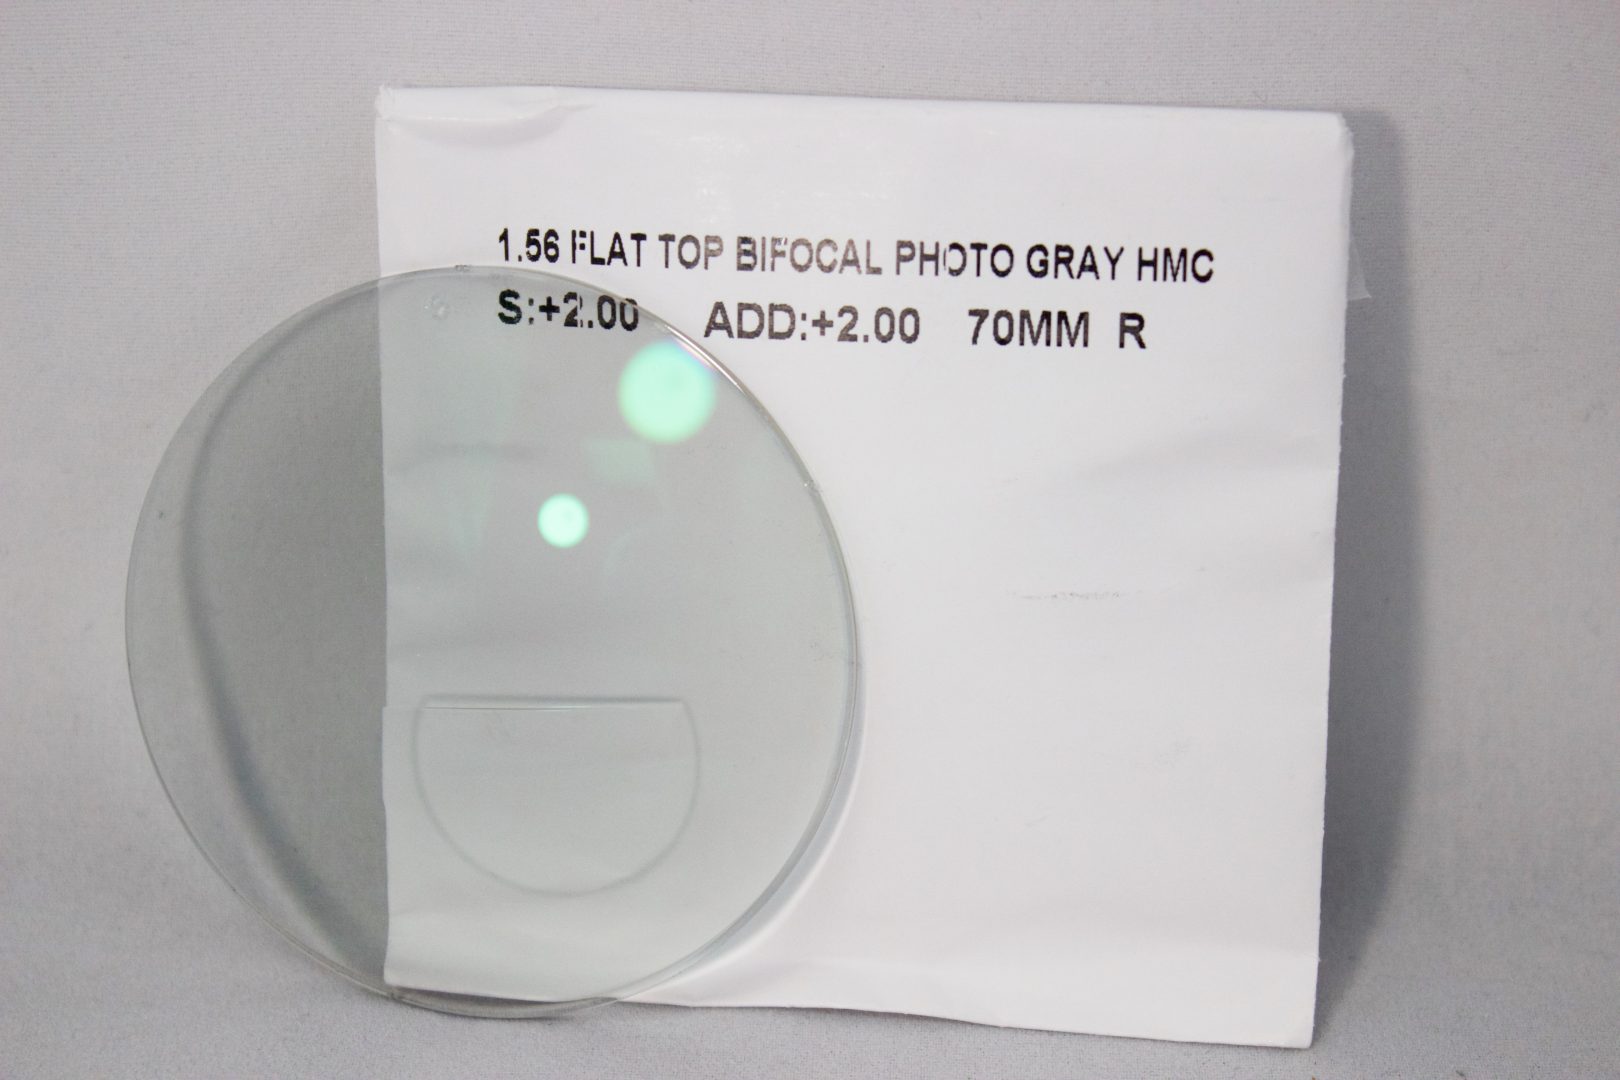 1.56 FLAT TOP BIFOCAL PHOTO GRAY HMC
S:+2.00 ADD:+2.00 70MM R